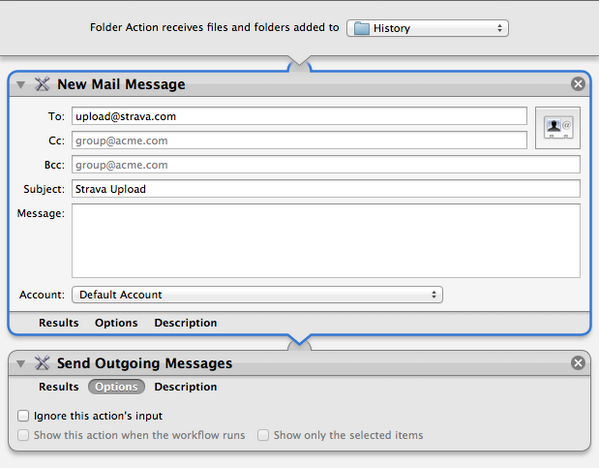 Folder Action receives files and folders added to History
New Mail Message
To: upload@strava.com
Cc: group@acme.com
Bcc: group@acme.com
Subject: Strava Upload
Message:
Account: Default Account
Results Options Description
Send Outgoing Messages
Results Options Description
Ignore this action's input
Show this action when the workflow runs Show only the selected items